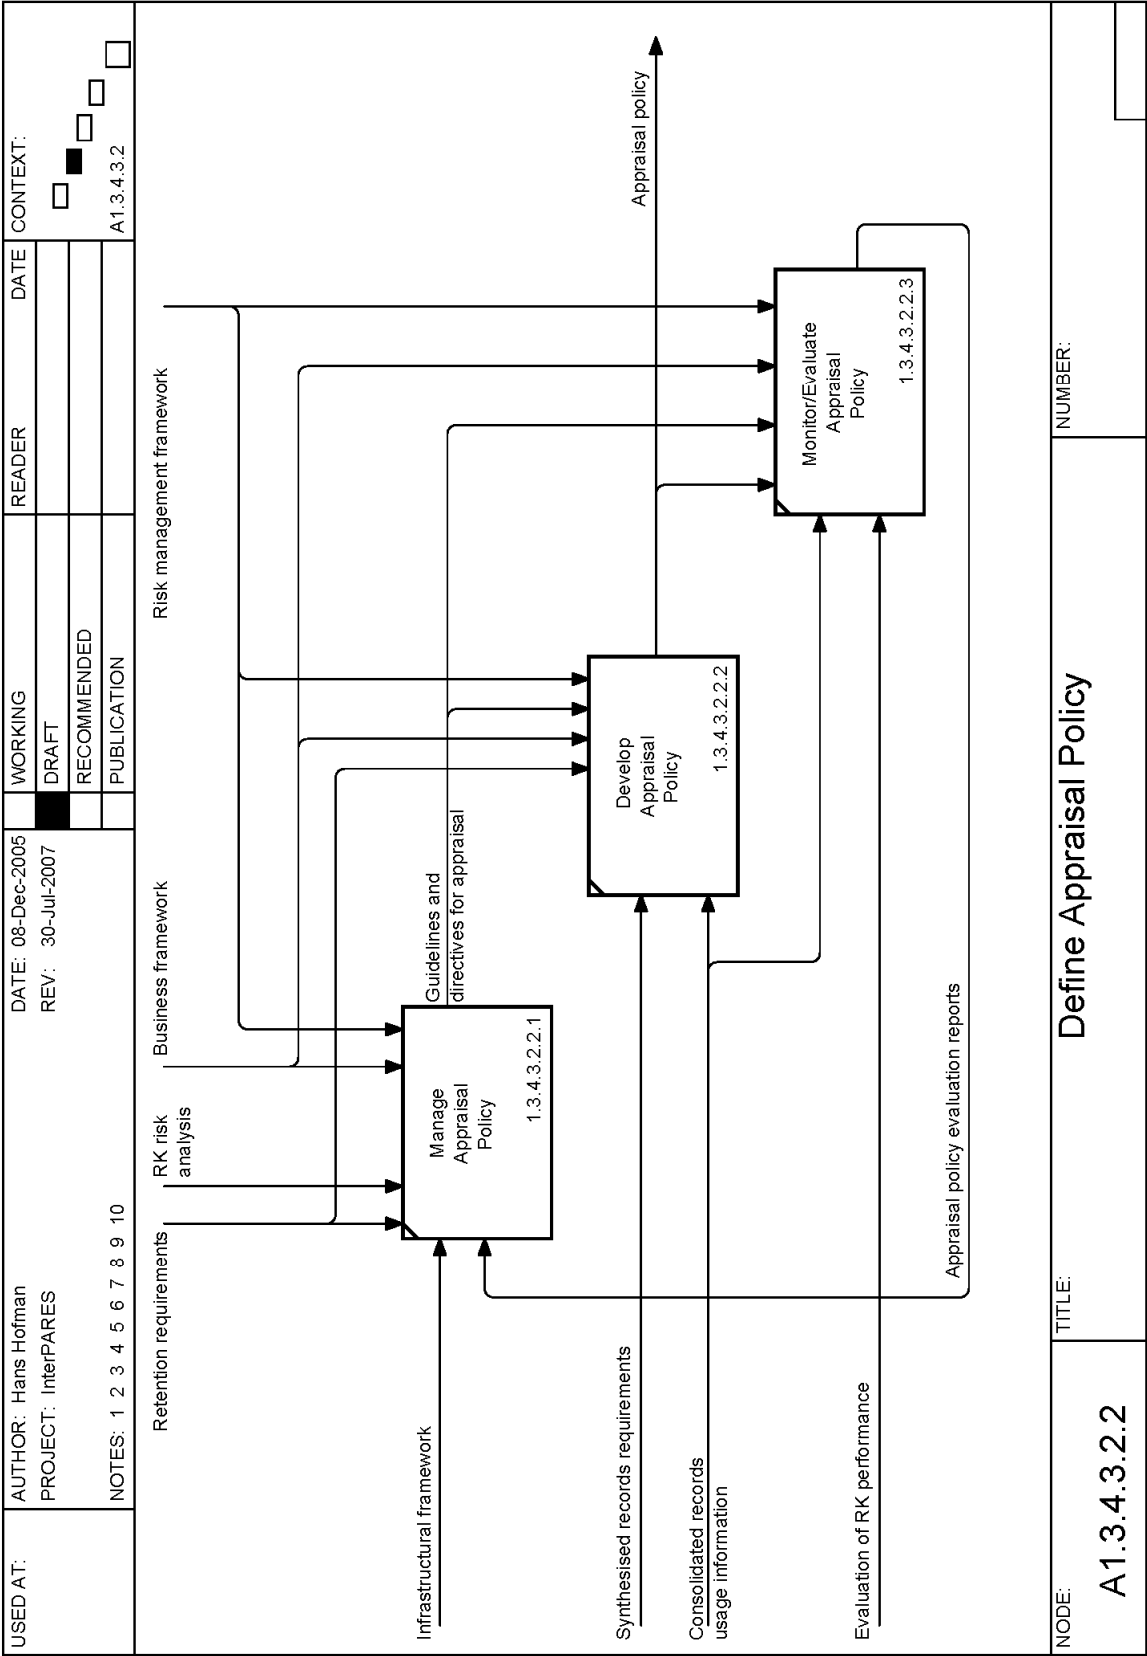 USED AT:
AUTHOR: Hans Hofman
PROJECT: InterPARES
NOTES: 1 2 3 4 5 6 7 8 9 10
DATE: 08-Dec-2005
REV: 30-Jul-2007
WORKING
DRAFT
RECOMMENDED
PUBLICATION
READER
DATE
CONTEXT:
A1.3.4.3.2
Retention requirements
RK risk
analysis
Business framework
Risk management framework
Infrastructural framework
Manage
Appraisal
Policy
1.3.4.3.2.2.1
Guidelines and
directives for appraisal
Synthesised records requirements
Consolidated records
usage information
Develop
Appraisal
Policy
1.3.4.3.2.2.2
Appraisal policy
Evaluation of RK performance
Monitor/Evaluate
Appraisal
Policy
1.3.4.3.2.2.3
Appraisal policy evaluation reports
NODE:
A1.3.4.3.2.2
TITLE:
Define Appraisal Policy
NUMBER: